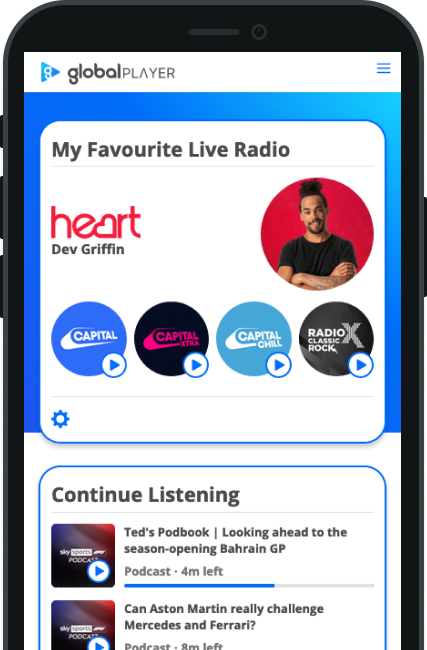 globalPLAYER
My Favourite Live Radio
heart
Dev Griffin
CAPITAL
CAPITAL
XTRA
CAPITAL
CHILL
RADIO X
CLASSIC
ROCK
Continue Listening
sky sports F1
PODCAST
Ted's Podbook | Looking ahead to the
season-opening Bahrain GP
Podcast · 4m left
sky sports F1
PODCAST
Can Aston Martin really challenge
Mercedes and Ferrari?
Podcast · 8m left